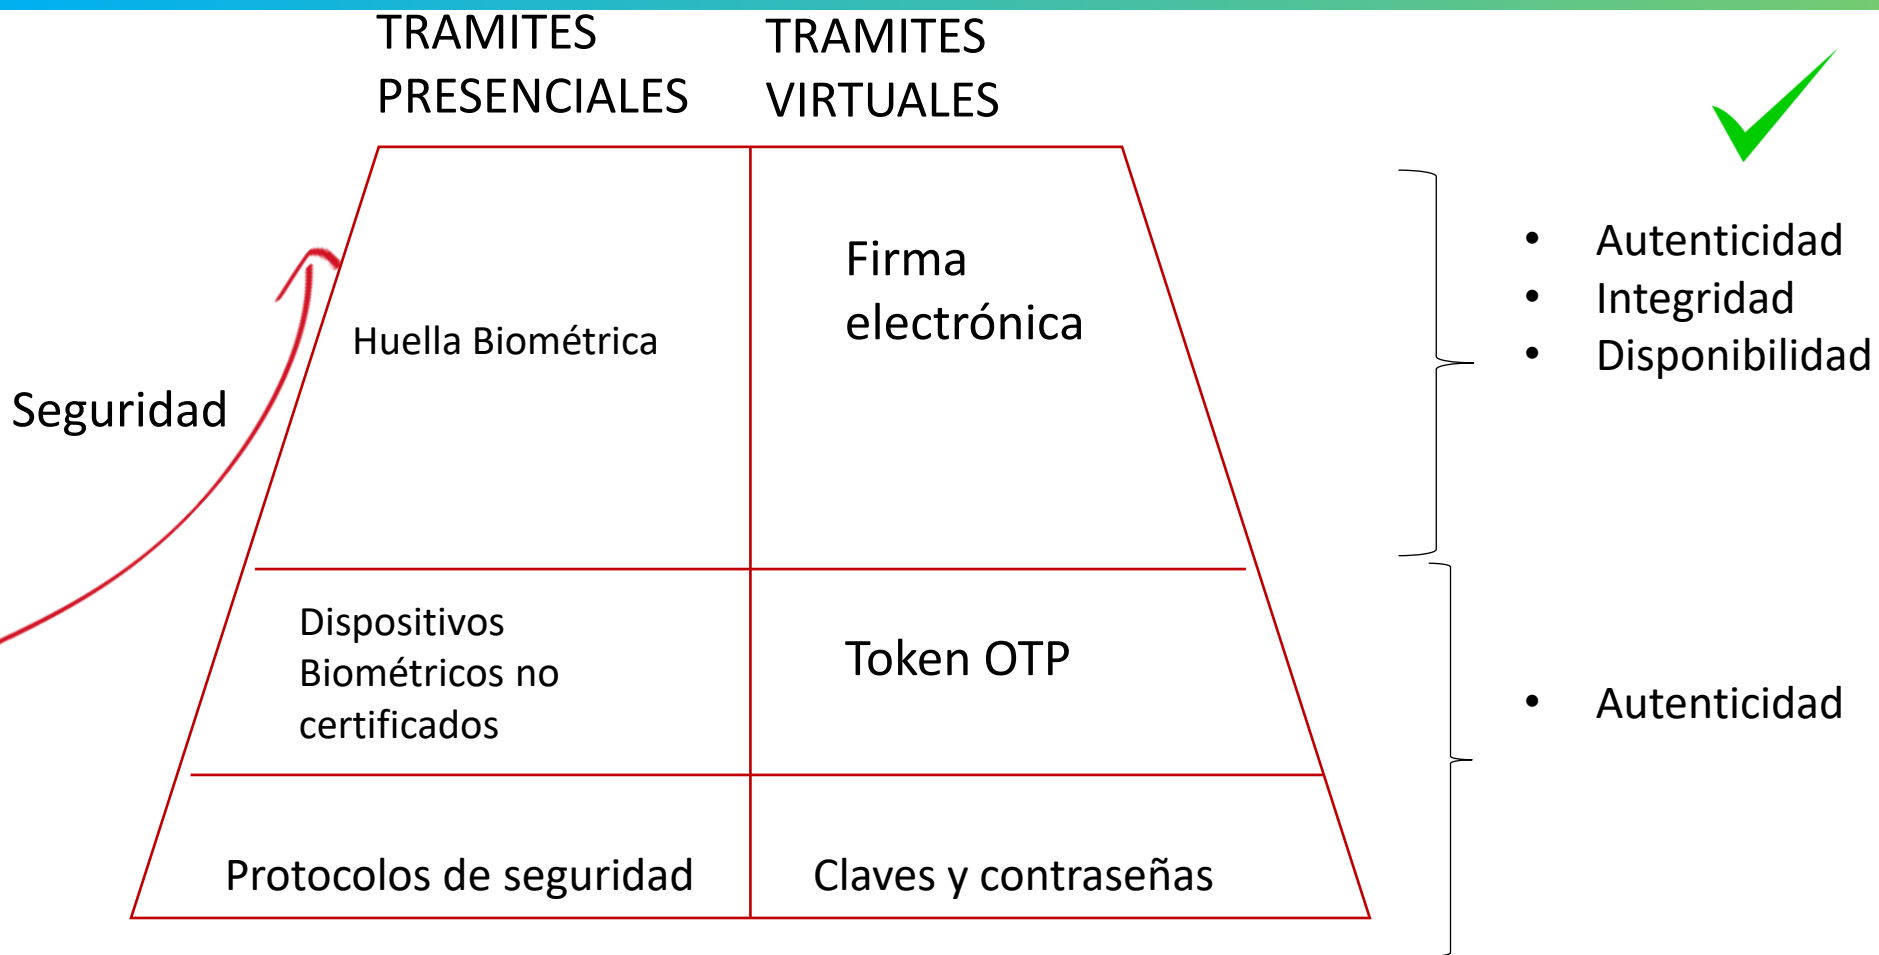 TRAMITES
PRESENCIALES
TRAMITES
VIRTUALES
Seguridad
Huella Biométrica
Firma
electrónica
• Autenticidad
• Integridad
• Disponibilidad
Dispositivos
Biométricos no
certificados
Token OTP
• Autenticidad
Protocolos de seguridad
Claves y contraseñas